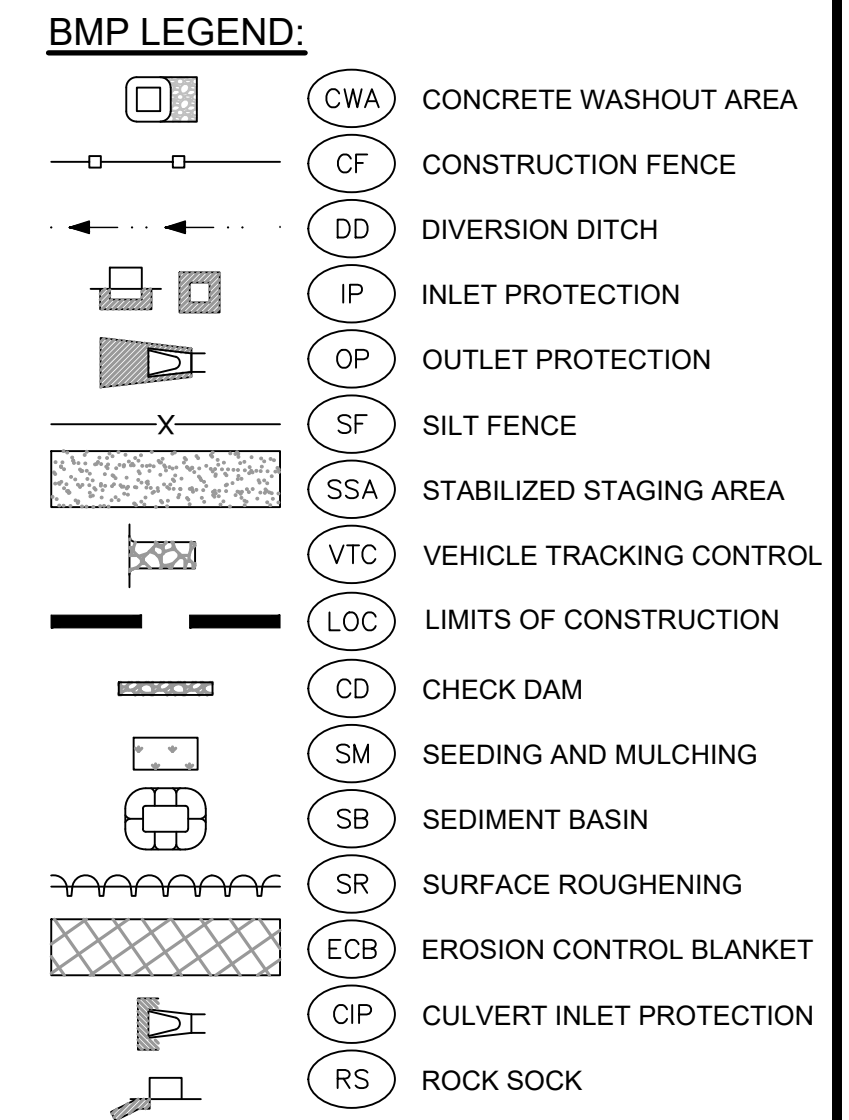 BMP LEGEND:
CWA CONCRETE WASHOUT AREA
CF CONSTRUCTION FENCE
DD DIVERSION DITCH
IP INLET PROTECTION
OP OUTLET PROTECTION
X SF SILT FENCE
SSA STABILIZED STAGING AREA
VTC VEHICLE TRACKING CONTROL
LOC LIMITS OF CONSTRUCTION
CD CHECK DAM
SM SEEDING AND MULCHING
SB SEDIMENT BASIN
SR SURFACE ROUGHENING
ECB EROSION CONTROL BLANKET
CIP CULVERT INLET PROTECTION
RS ROCK SOCK